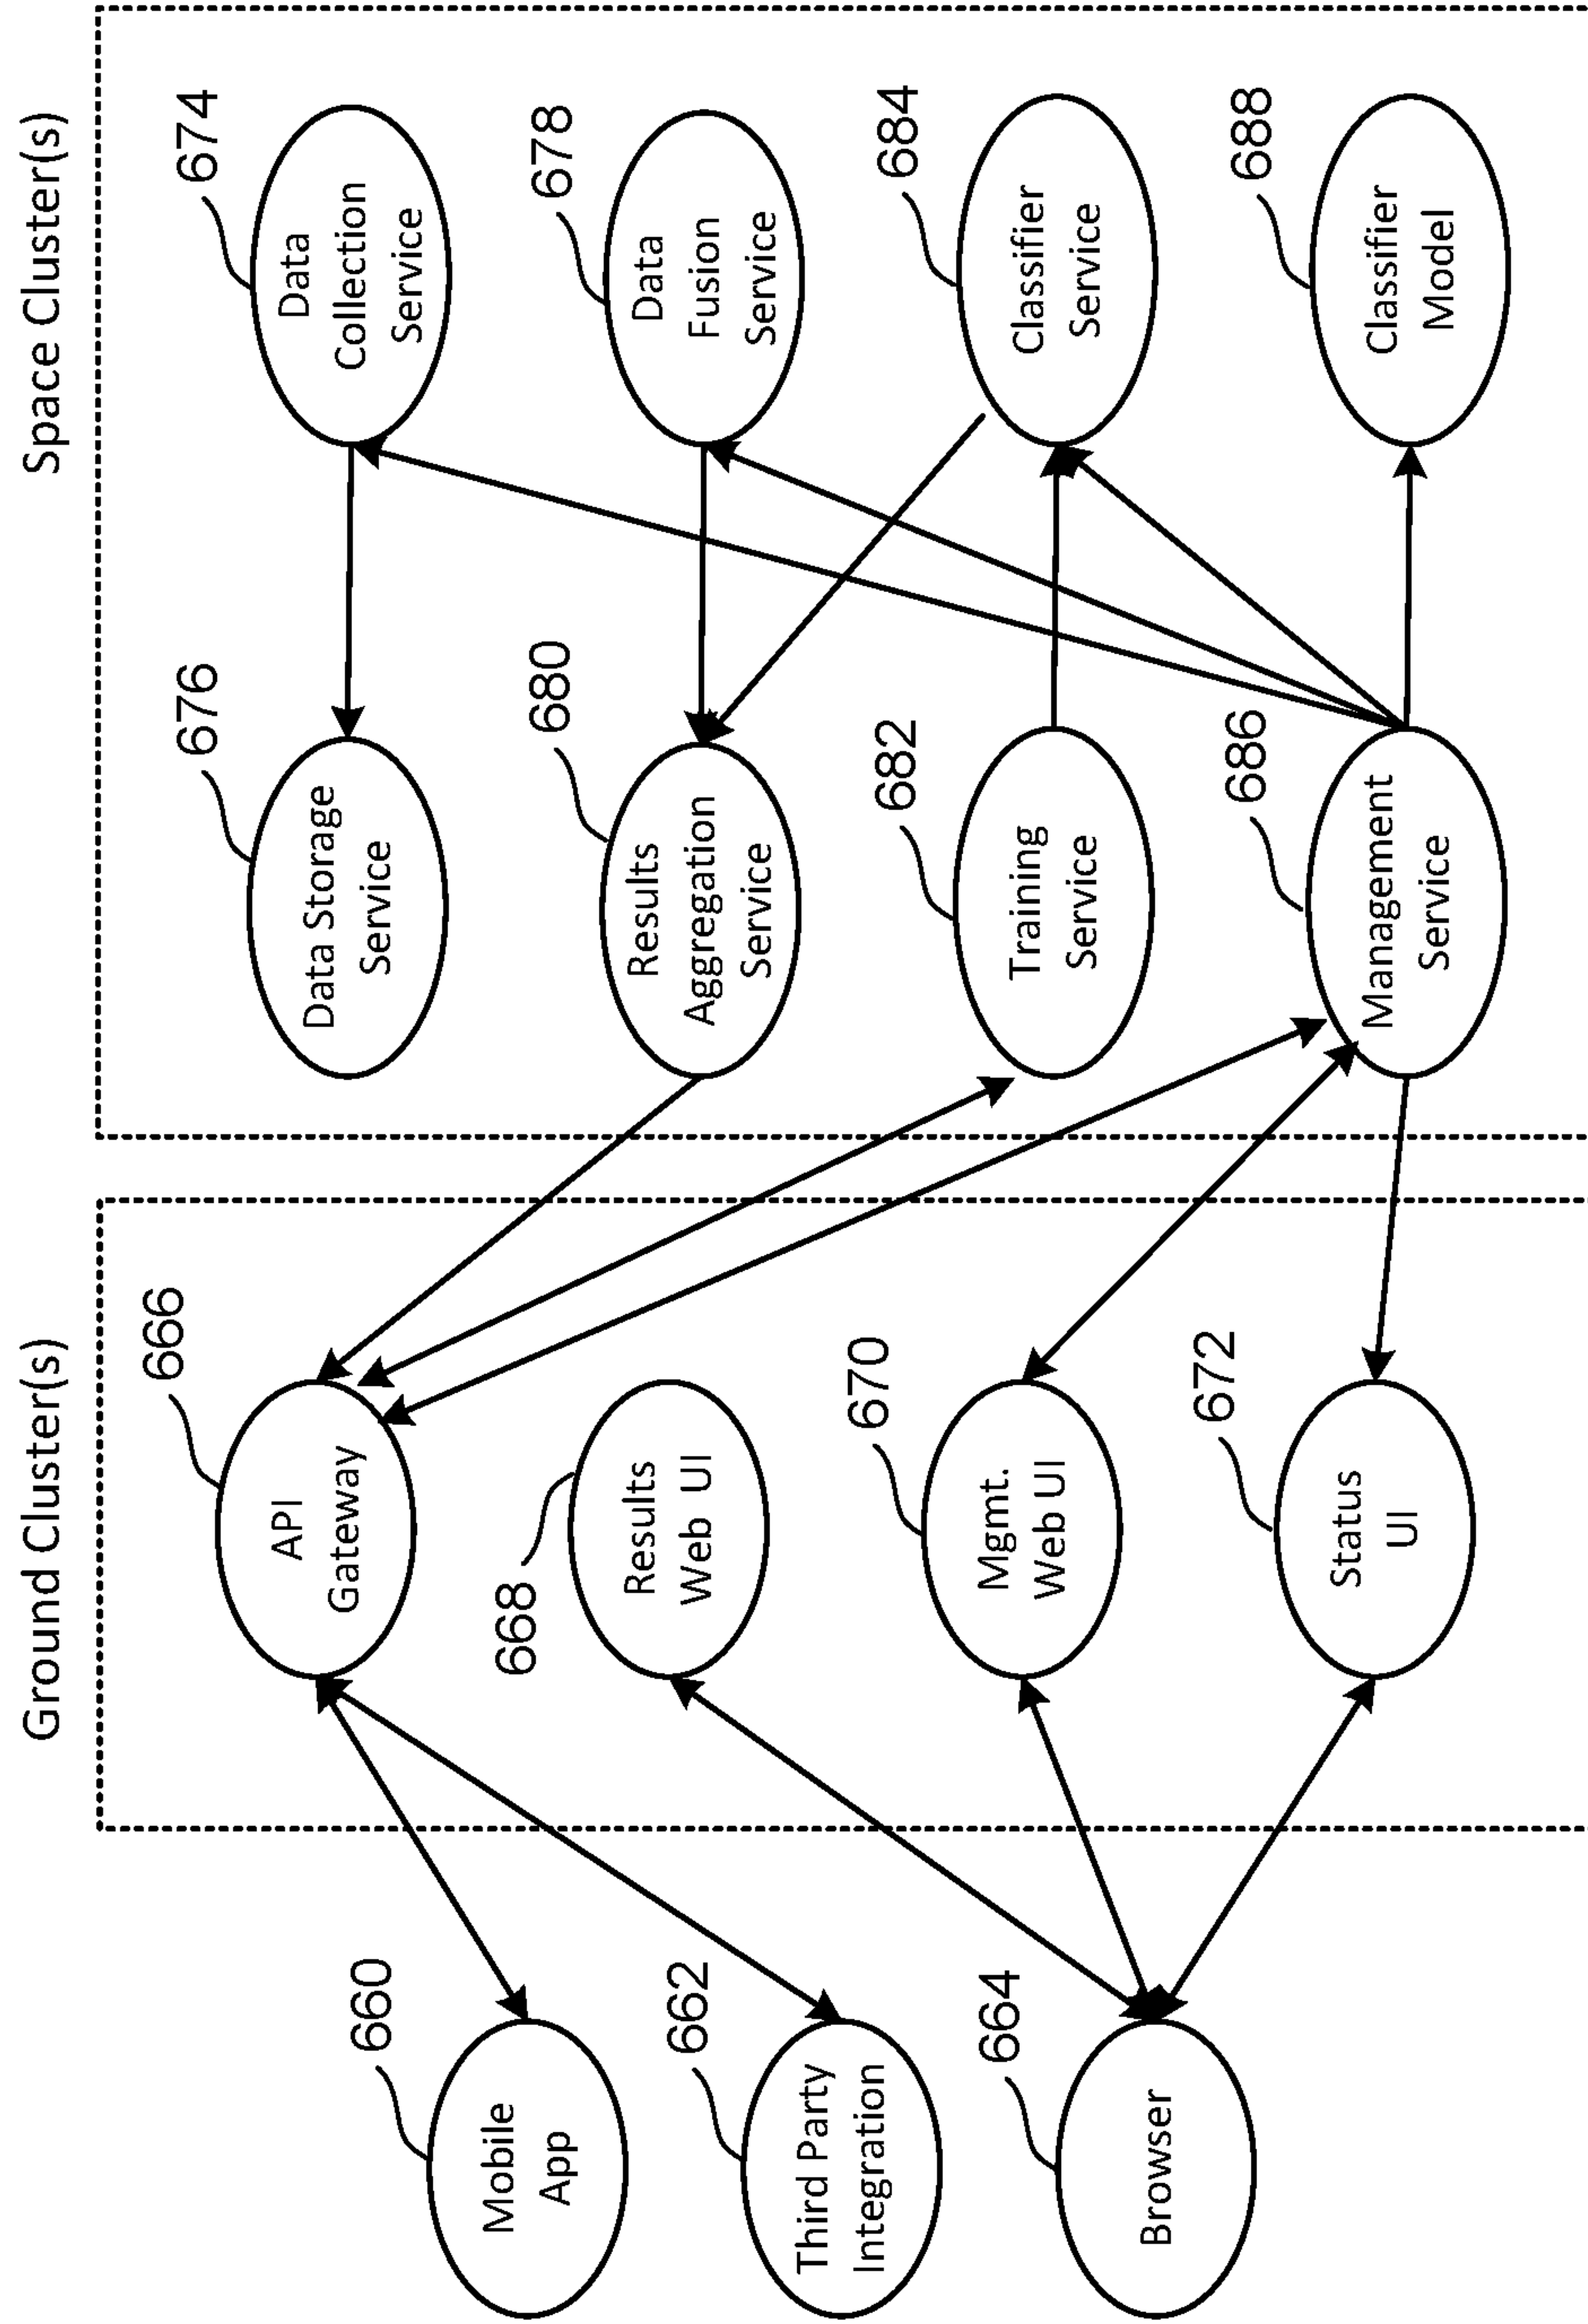 Ground Cluster(s)
Space Cluster(s)
660
Mobile
App
662
Third Party
Integration
664
Browser
666
API
Gateway
668
Results
Web UI
670
Mgmt.
Web UI
672
Status
UI
676
Data Storage
Service
680
Results
Aggregation
Service
682
Training
Service
686
Management
Service
674
Data
Collection
Service
678
Data
Fusion
Service
684
Classifier
Service
688
Classifier
Model